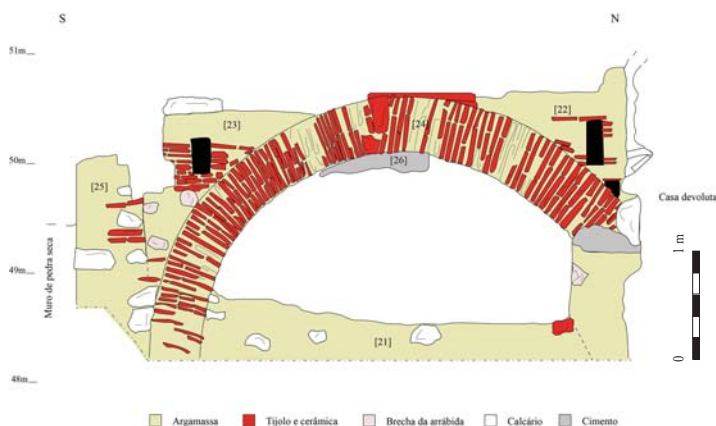 S
N
51m
[22]
[23]
[24]
50m
[26]
[25]
Casa devoluta
Muro de pedra seca
1 m
49m
[21]
0
48m
Argamassa
Tijolo e cerâmica
Brecha da arrábida
Calcário
Cimento